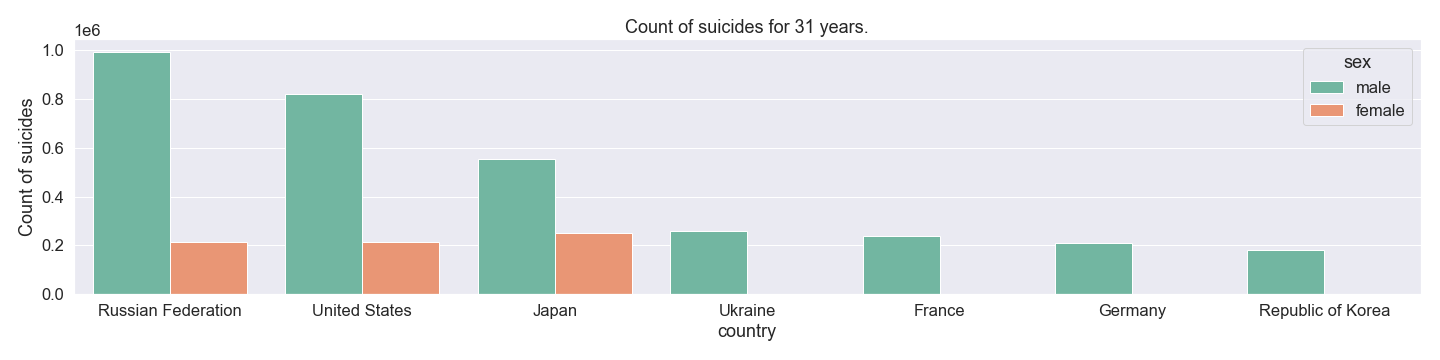 Count of suicides for 31 years.
1e6
1.0
0.8
0.6
0.4
0.2
0.0
Count of suicides
sex
male
female
Russian Federation
United States
Japan
Ukraine
France
Germany
Republic of Korea
country